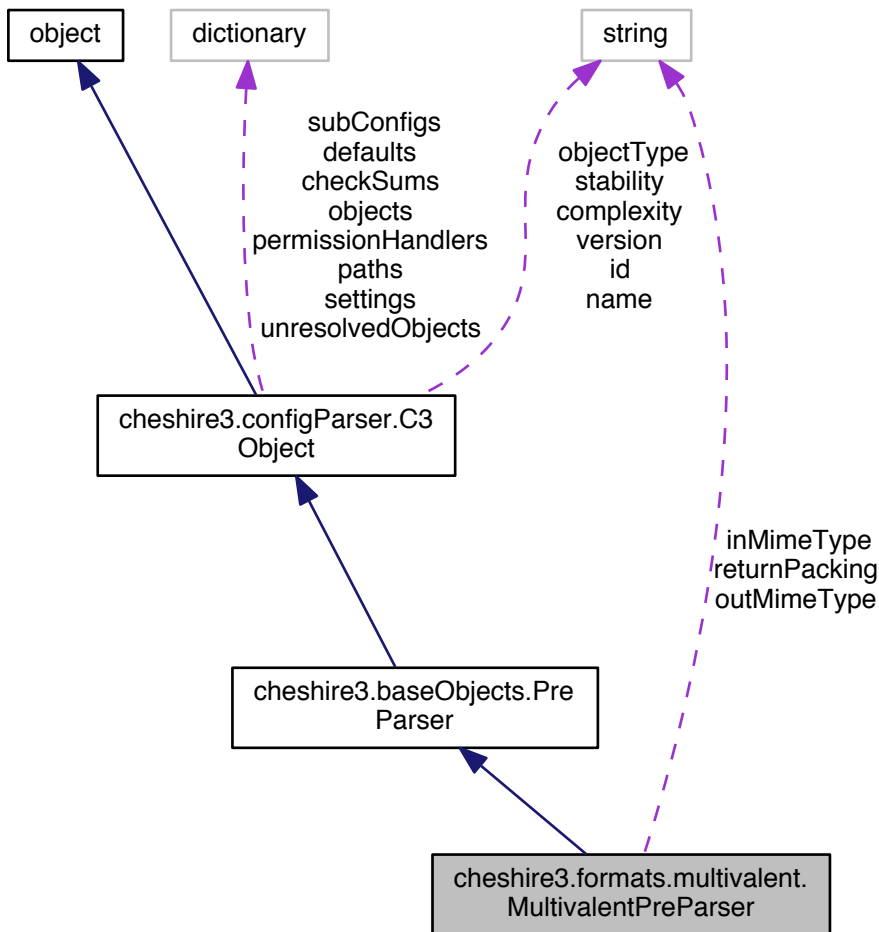 object
dictionary
string
subConfigs
defaults
checkSums
objects
permissionHandlers
paths
settings
unresolvedObjects
objectType
stability
complexity
version
id
name
cheshire3.configParser.C3
Object
inMimeType
returnPacking
outMimeType
cheshire3.baseObjects.Pre
Parser
cheshire3.formats.multivalent.
MultivalentPreParser